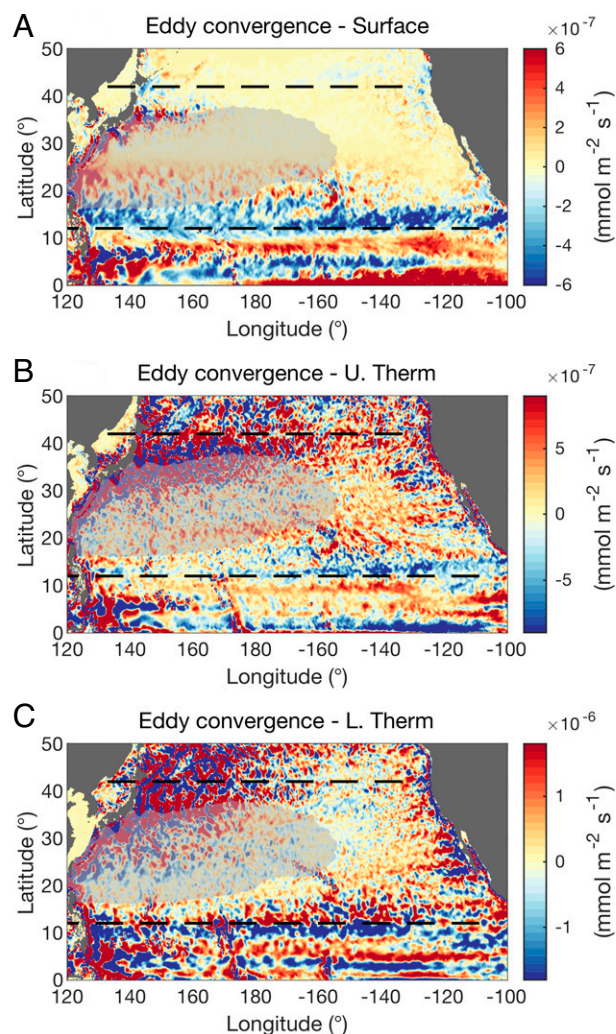 A
Eddy convergence - Surface
×10⁻⁷
50
40
30
20
10
0
Latitude (°)
120 140 160 180 -160 -140 -120 -100
Longitude (°)
6
4
2
0
-2
-4
-6
(mmol m⁻² s⁻¹)
B
Eddy convergence - U. Therm
×10⁻⁷
50
40
30
20
10
0
Latitude (°)
120 140 160 180 -160 -140 -120 -100
Longitude (°)
5
0
-5
(mmol m⁻² s⁻¹)
C
Eddy convergence - L. Therm
×10⁻⁶
50
40
30
20
10
0
Latitude (°)
120 140 160 180 -160 -140 -120 -100
Longitude (°)
1
0
-1
(mmol m⁻² s⁻¹)